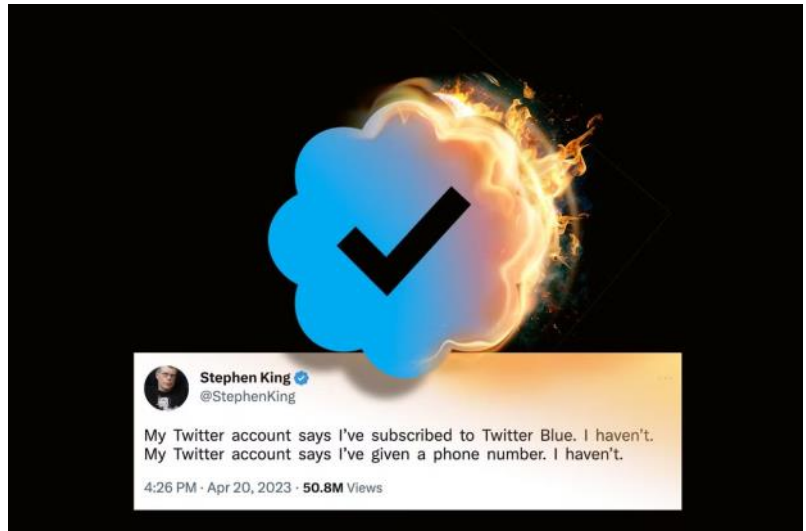 Stephen King
@StephenKing
My Twitter account says I've subscribed to Twitter Blue. I haven't.
My Twitter account says I've given a phone number. I haven't.
4:26 PM · Apr 20, 2023 · 50.8M Views